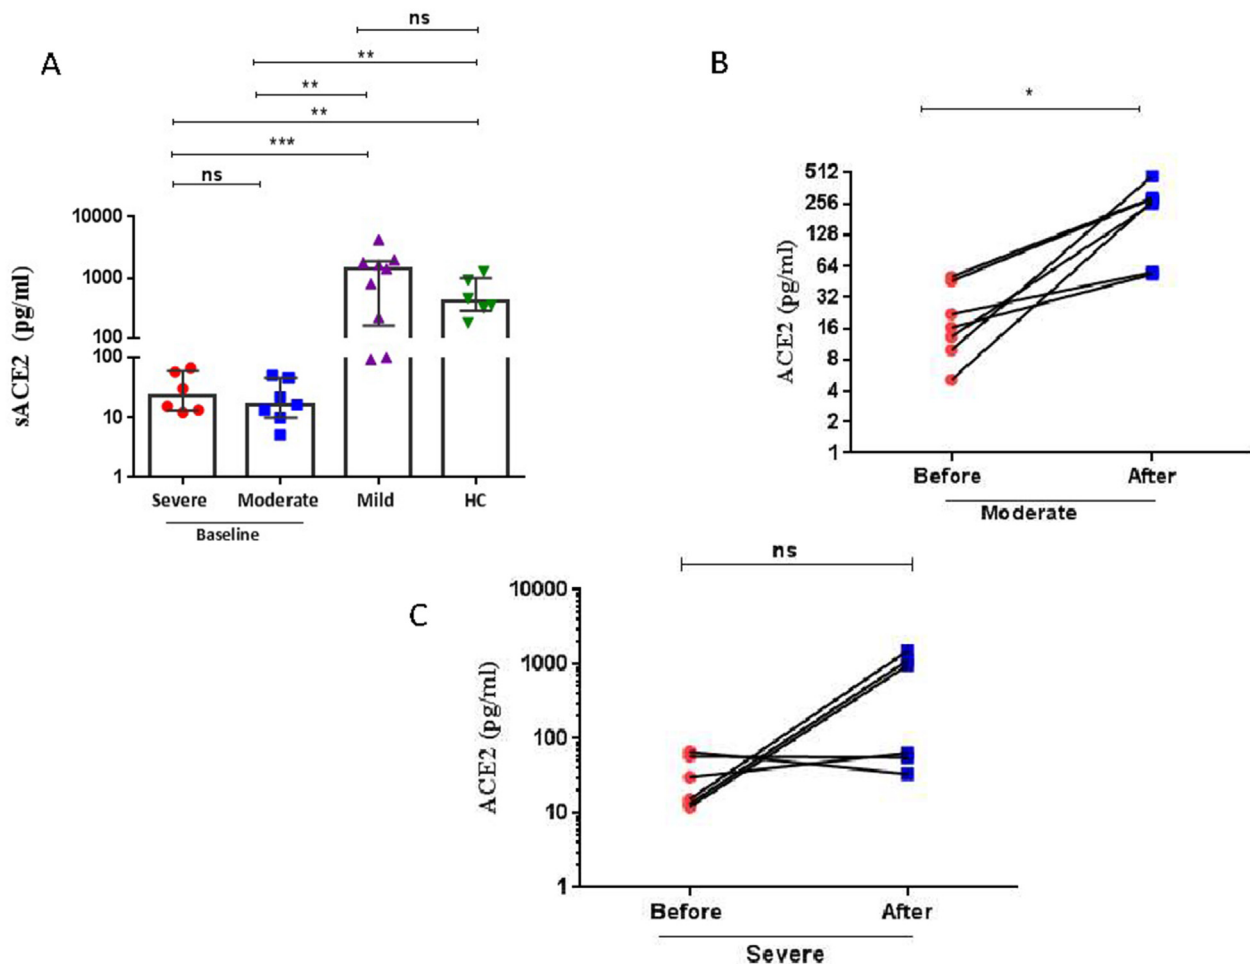 A
ns
**
**
**
***
ns
sACE2 (pg/ml)
10000
1000
100
100
10
1
Severe Moderate Mild HC
Baseline
B
*
ACE2 (pg/ml)
512
256
128
64
32
16
8
4
2
1
Before After
Moderate
C
ns
ACE2 (pg/ml)
10000
1000
100
10
1
Before After
Severe